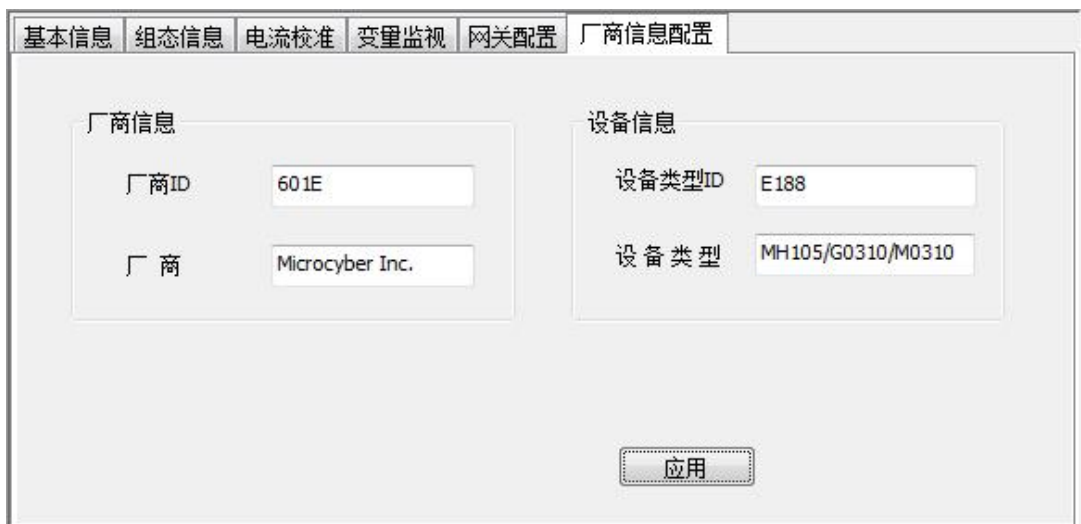 基本信息 组态信息 电流校准 变量监视 网关配置 厂商信息配置
厂商信息 设备信息
厂商ID 601E 设备类型ID E188
厂 商 Microcyber Inc. 设 备 类 型 MH105/G0310/M0310
应用